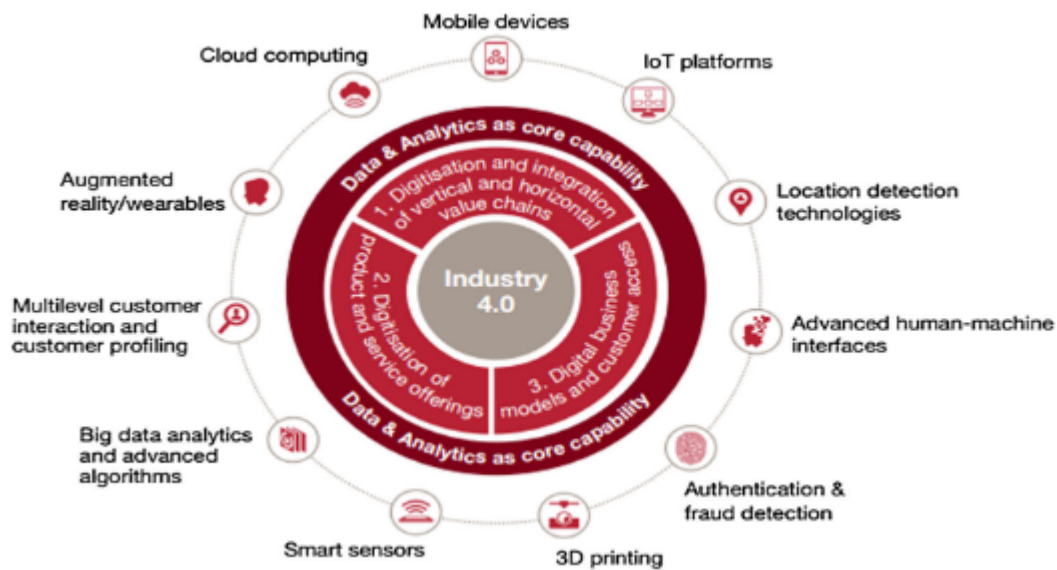 Mobile devices
Cloud computing
IoT platforms
Augmented
reality/wearables
Location detection
technologies
Multilevel customer
interaction and
customer profiling
Advanced human-machine
interfaces
Big data analytics
and advanced
algorithms
Authentication &
fraud detection
Smart sensors
3D printing
Data & Analytics as core capability
1. Digitisation and integration
of vertical and horizontal
value chains
2. Digitisation of
product and service offerings
3. Digital business
models and customer access
Industry
4.0
Data & Analytics as core capability